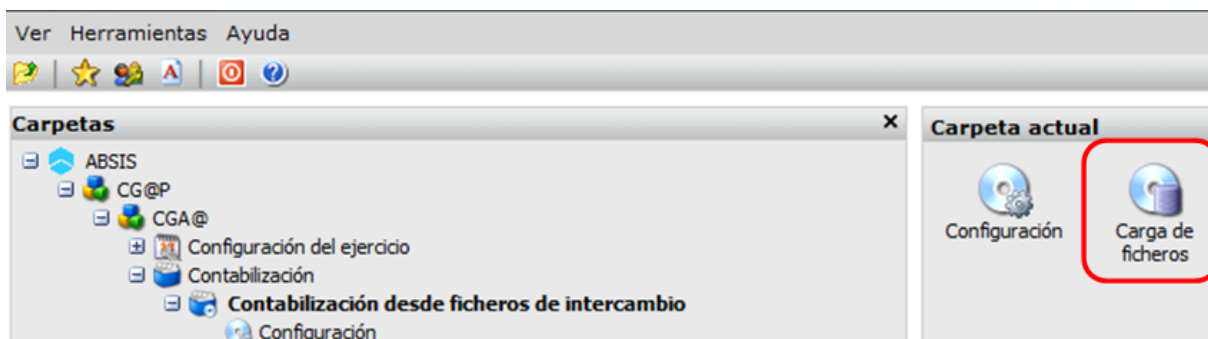 Ver Herramientas Ayuda
Carpetas
ABSIS
CG@P
CGA@
Configuración del ejercicio
Contabilización
Contabilización desde ficheros de intercambio
Configuración
Carpeta actual
Configuración
Carga de
ficheros